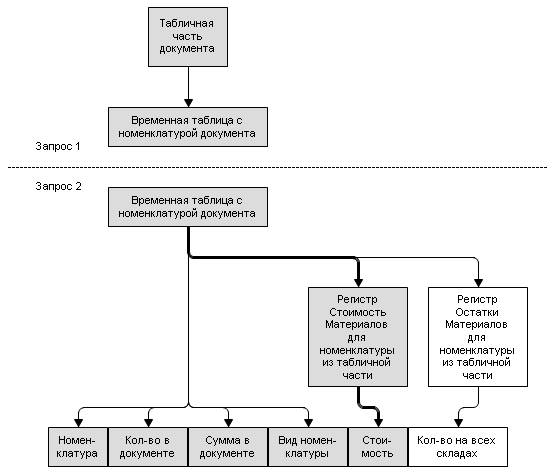 Табличная
часть
документа
Временная таблица с
номенклатурой документа
Запрос 1
Запрос 2
Временная таблица с
номенклатурой документа
Регистр
Стоимость
Материалов
для
номенклатуры
из табличной
части
Регистр
Остатки
Материалов
для
номенклатуры
из табличной
части
Номен-
клатура
Кол-во в
документе
Сумма в
документе
Вид номен-
клатуры
Стои-
мость
Кол-во на всех
складах